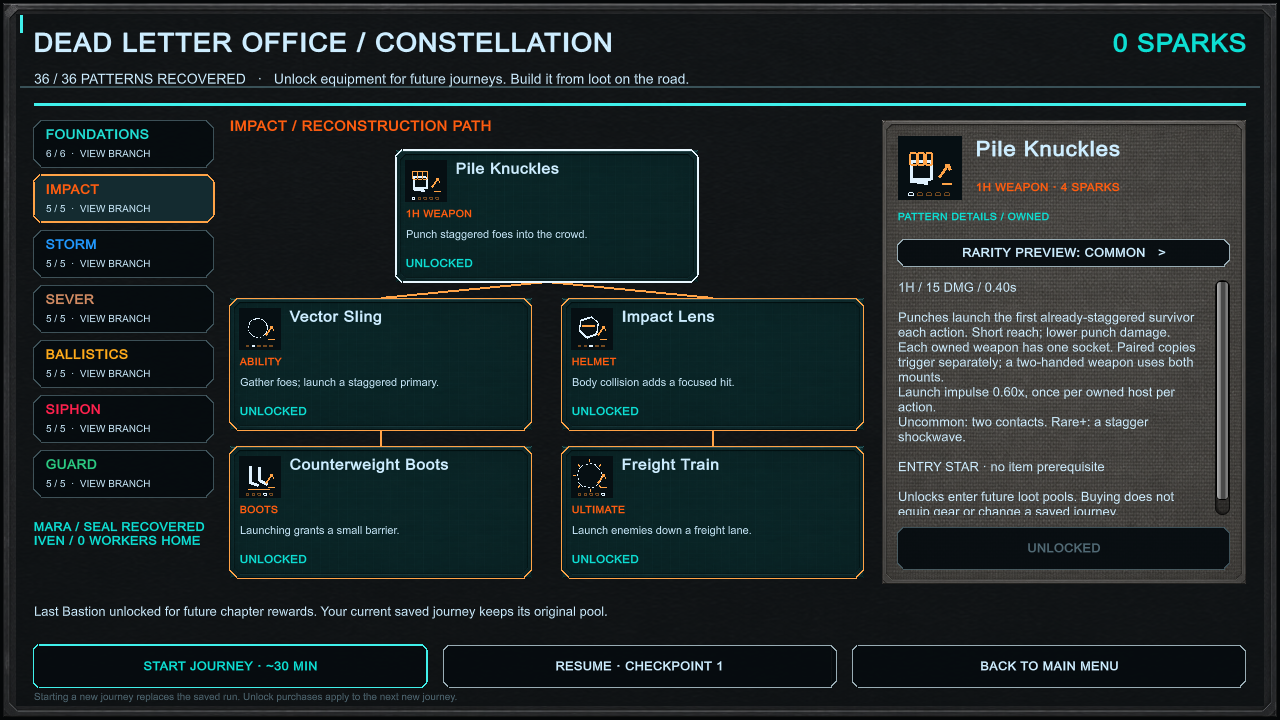 DEAD LETTER OFFICE / CONSTELLATION
0 SPARKS
36 / 36 PATTERNS RECOVERED · Unlock equipment for future journeys. Build it from loot on the road.
FOUNDATIONS
6 / 6 · VIEW BRANCH
IMPACT
5 / 5 · VIEW BRANCH
STORM
5 / 5 · VIEW BRANCH
SEVER
5 / 5 · VIEW BRANCH
BALLISTICS
5 / 5 · VIEW BRANCH
SIPHON
5 / 5 · VIEW BRANCH
GUARD
5 / 5 · VIEW BRANCH
MARA / SEAL RECOVERED
IVEN / 0 WORKERS HOME
IMPACT / RECONSTRUCTION PATH
Pile Knuckles
1H WEAPON
Punch staggered foes into the crowd.
UNLOCKED
Vector Sling
ABILITY
Gather foes; launch a staggered primary.
UNLOCKED
Impact Lens
HELMET
Body collision adds a focused hit.
UNLOCKED
Counterweight Boots
BOOTS
Launching grants a small barrier.
UNLOCKED
Freight Train
ULTIMATE
Launch enemies down a freight lane.
UNLOCKED
Pile Knuckles
1H WEAPON · 4 SPARKS
PATTERN DETAILS / OWNED
RARITY PREVIEW: COMMON >
1H / 15 DMG / 0.40s
Punches launch the first already-staggered survivor
each action. Short reach; lower punch damage.
Each owned weapon has one socket. Paired copies
trigger separately; a two-handed weapon uses both
mounts.
Launch impulse 0.60x, once per owned host per
action.
Uncommon: two contacts. Rare+: a stagger
shockwave.
ENTRY STAR · no item prerequisite
Unlocks enter future loot pools. Buying does not
equip gear or change a saved journey.
UNLOCKED
Last Bastion unlocked for future chapter rewards. Your current saved journey keeps its original pool.
START JOURNEY · ~30 MIN
RESUME · CHECKPOINT 1
BACK TO MAIN MENU
Starting a new journey replaces the saved run. Unlock purchases apply to the next new journey.